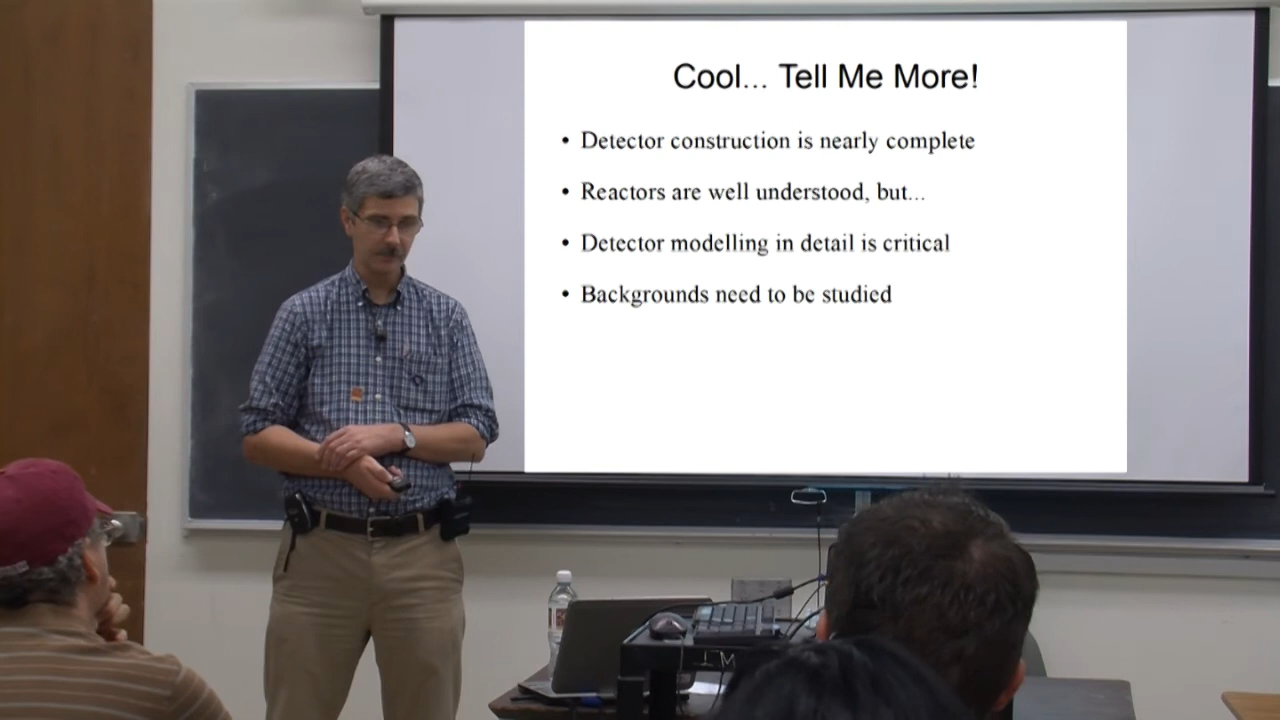 Cool... Tell Me More!
• Detector construction is nearly complete
• Reactors are well understood, but...
• Detector modelling in detail is critical
• Backgrounds need to be studied